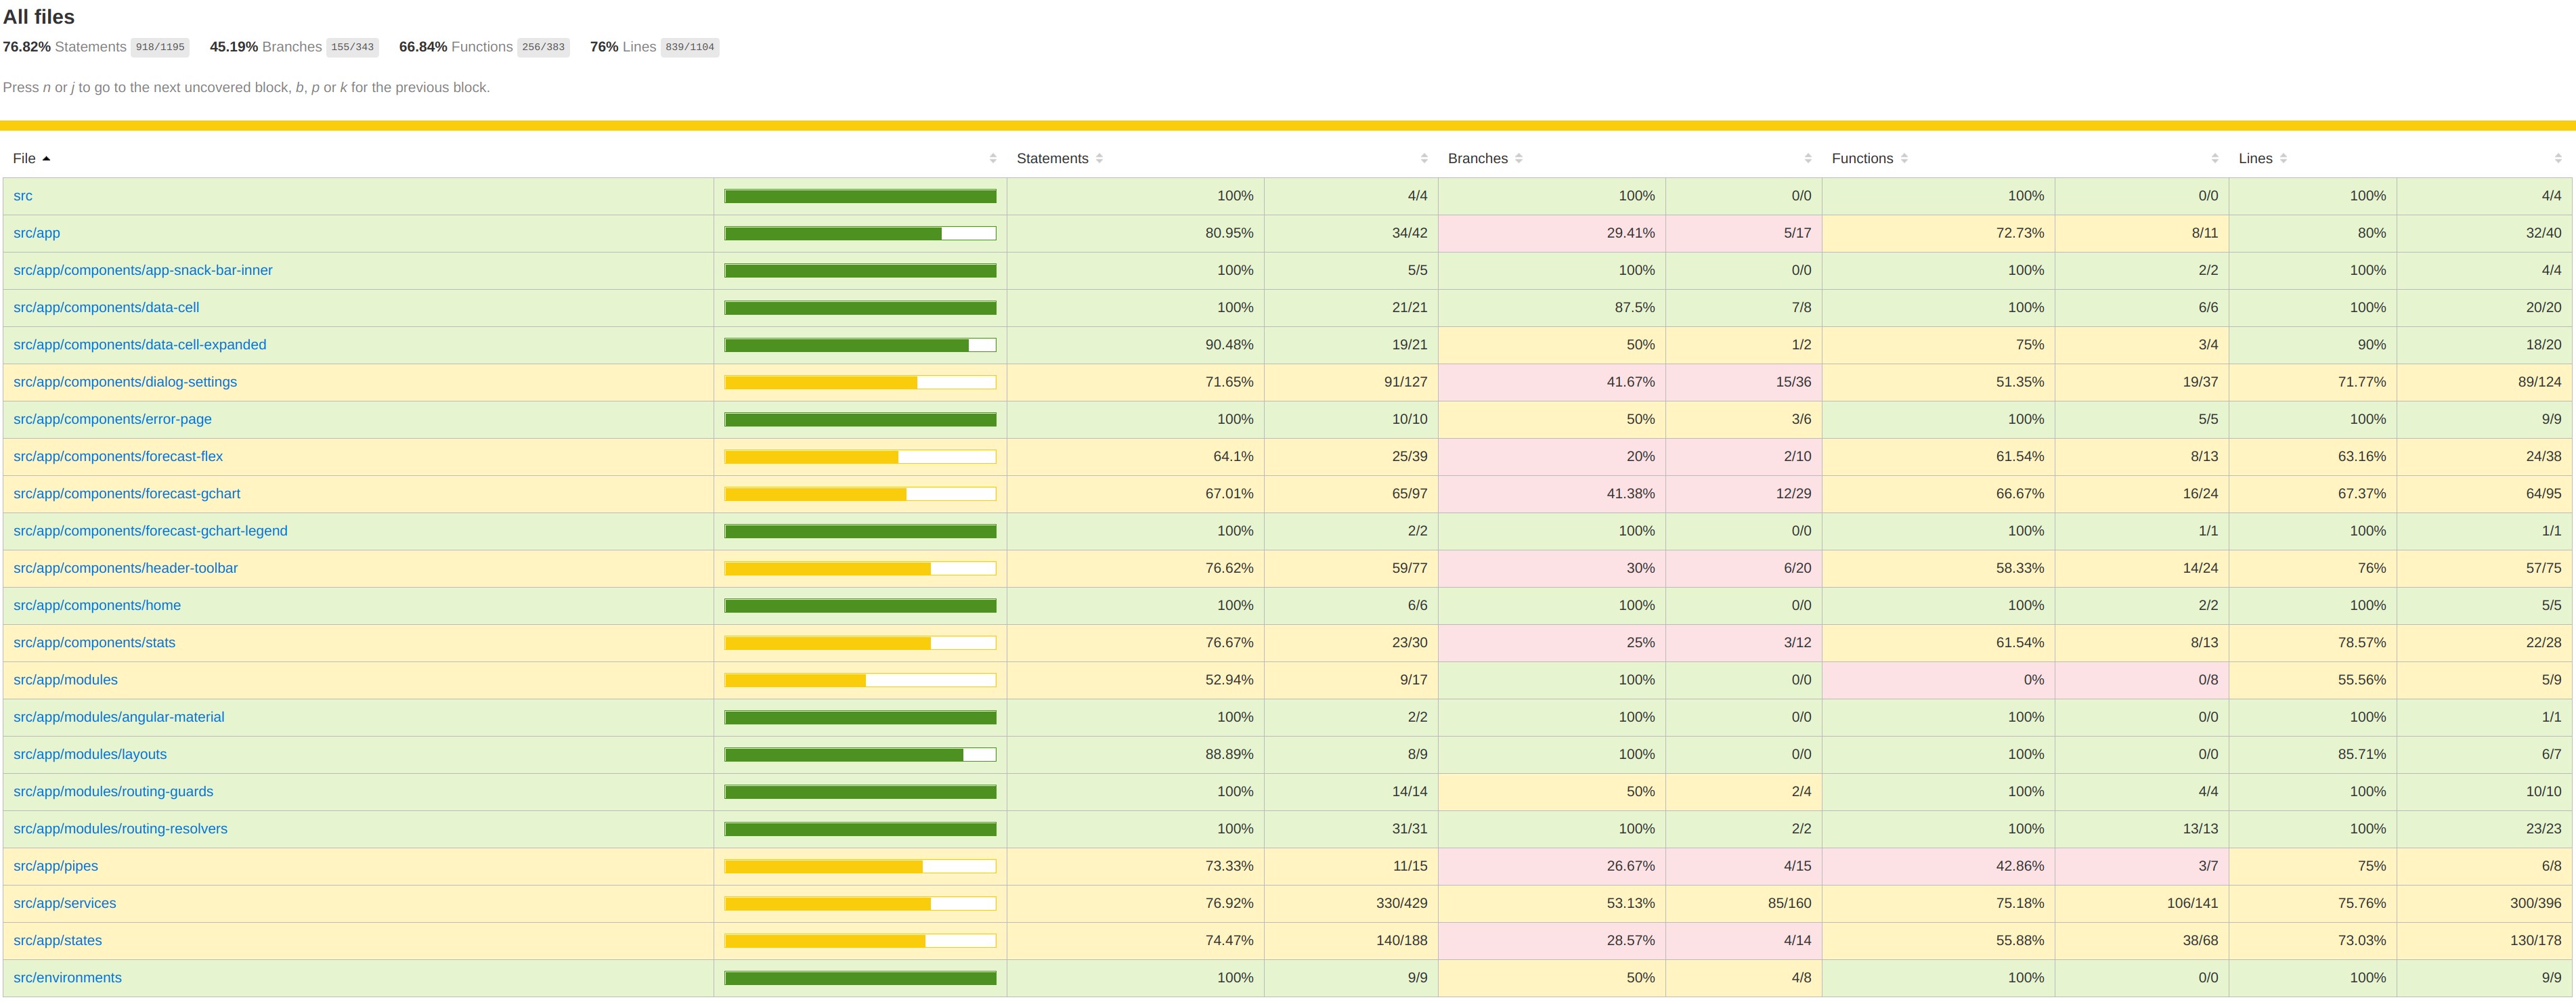 All files
76.82% Statements 918/1195 45.19% Branches 155/343 66.84% Functions 256/383 76% Lines 839/1104
Press n or j to go to the next uncovered block, b, p or k for the previous block.
File Statements Branches Functions Lines
src 100% 4/4 100% 0/0 100% 0/0 100% 4/4
src/app 80.95% 34/42 29.41% 5/17 72.73% 8/11 80% 32/40
src/app/components/app-snack-bar-inner 100% 5/5 100% 0/0 100% 2/2 100% 4/4
src/app/components/data-cell 100% 21/21 87.5% 7/8 100% 6/6 100% 20/20
src/app/components/data-cell-expanded 90.48% 19/21 50% 1/2 75% 3/4 90% 18/20
src/app/components/dialog-settings 71.65% 91/127 41.67% 15/36 51.35% 19/37 71.77% 89/124
src/app/components/error-page 100% 10/10 50% 3/6 100% 5/5 100% 9/9
src/app/components/forecast-flex 64.1% 25/39 20% 2/10 61.54% 8/13 63.16% 24/38
src/app/components/forecast-gchart 67.01% 65/97 41.38% 12/29 66.67% 16/24 67.37% 64/95
src/app/components/forecast-gchart-legend 100% 2/2 100% 0/0 100% 1/1 100% 1/1
src/app/components/header-toolbar 76.62% 59/77 30% 6/20 58.33% 14/24 76% 57/75
src/app/components/home 100% 6/6 100% 0/0 100% 2/2 100% 5/5
src/app/components/stats 76.67% 23/30 25% 3/12 61.54% 8/13 78.57% 22/28
src/app/modules 52.94% 9/17 100% 0/0 0% 0/8 55.56% 5/9
src/app/modules/angular-material 100% 2/2 100% 0/0 100% 0/0 100% 1/1
src/app/modules/layouts 88.89% 8/9 100% 0/0 100% 0/0 85.71% 6/7
src/app/modules/routing-guards 100% 14/14 50% 2/4 100% 4/4 100% 10/10
src/app/modules/routing-resolvers 100% 31/31 100% 2/2 100% 13/13 100% 23/23
src/app/pipes 73.33% 11/15 26.67% 4/15 42.86% 3/7 75% 6/8
src/app/services 76.92% 330/429 53.13% 85/160 75.18% 106/141 75.76% 300/396
src/app/states 74.47% 140/188 28.57% 4/14 55.88% 38/68 73.03% 130/178
src/environments 100% 9/9 50% 4/8 100% 0/0 100% 9/9